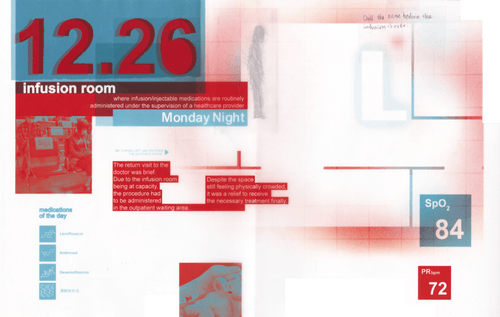 12.26
infusion room
where infusion/injectable medications are routinely
administered under the supervision of a healthcare provider
Monday Night
The return visit to the
doctor was brief.
Due to the infusion room
being at capacity,
the procedure had
to be administered
in the outpatient waiting area.
Despite the space
still feeling physically crowded,
it was a relief to receive
the necessary treatment finally.
medications
of the day
L
SpO₂
84
PRbpm
72